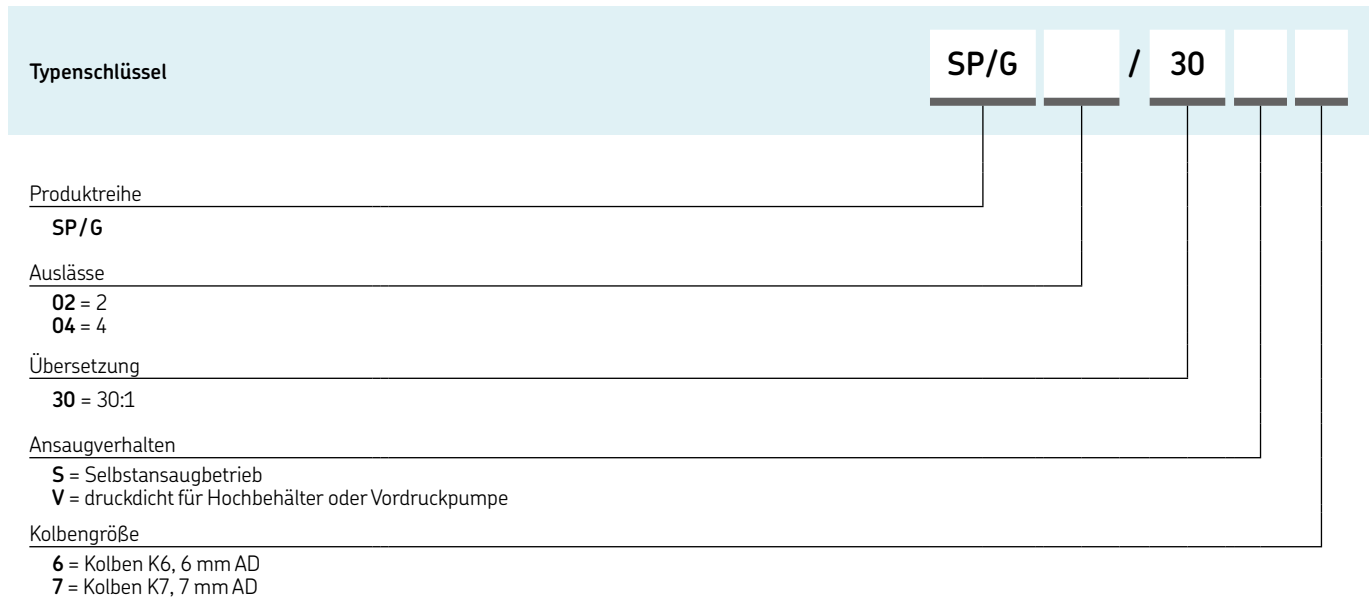 Typenschlüssel SP/G / 30
Produktreihe
SP/G
Auslässe
02 = 2
04 = 4
Übersetzung
30 = 30:1
Ansaugverhalten
S = Selbstansaugbetrieb
V = druckdicht für Hochbehälter oder Vordruckpumpe
Kolbengröße
6 = Kolben K6, 6 mm AD
7 = Kolben K7, 7 mm AD